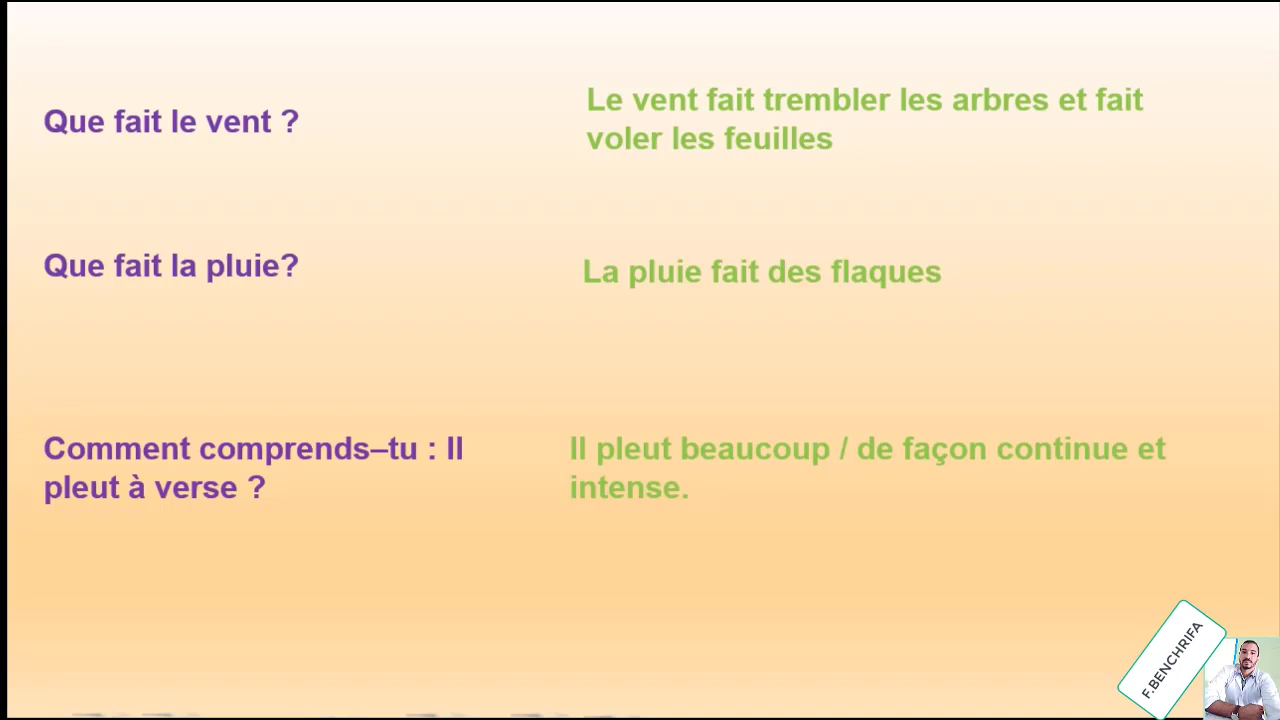 Que fait le vent ?
Le vent fait trembler les arbres et fait
voler les feuilles
Que fait la pluie?
La pluie fait des flaques
Comment comprends–tu : Il
pleut à verse ?
Il pleut beaucoup / de façon continue et
intense.
F.BENCHRIFA